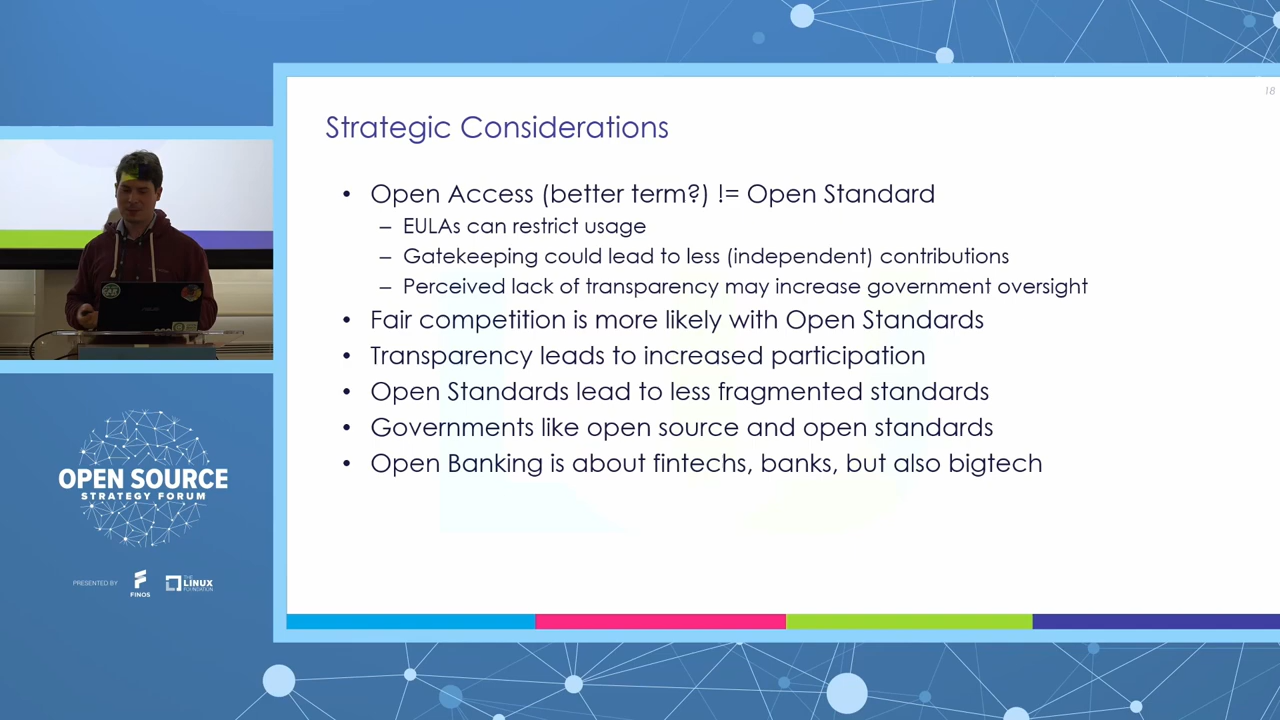 18
Strategic Considerations
• Open Access (better term?) != Open Standard
– EULAs can restrict usage
– Gatekeeping could lead to less (independent) contributions
– Perceived lack of transparency may increase government oversight
• Fair competition is more likely with Open Standards
• Transparency leads to increased participation
• Open Standards lead to less fragmented standards
• Governments like open source and open standards
• Open Banking is about fintechs, banks, but also bigtech
OPEN SOURCE
STRATEGY FORUM
PRESENTED BY
FINOS
THE
LINUX
FOUNDATION